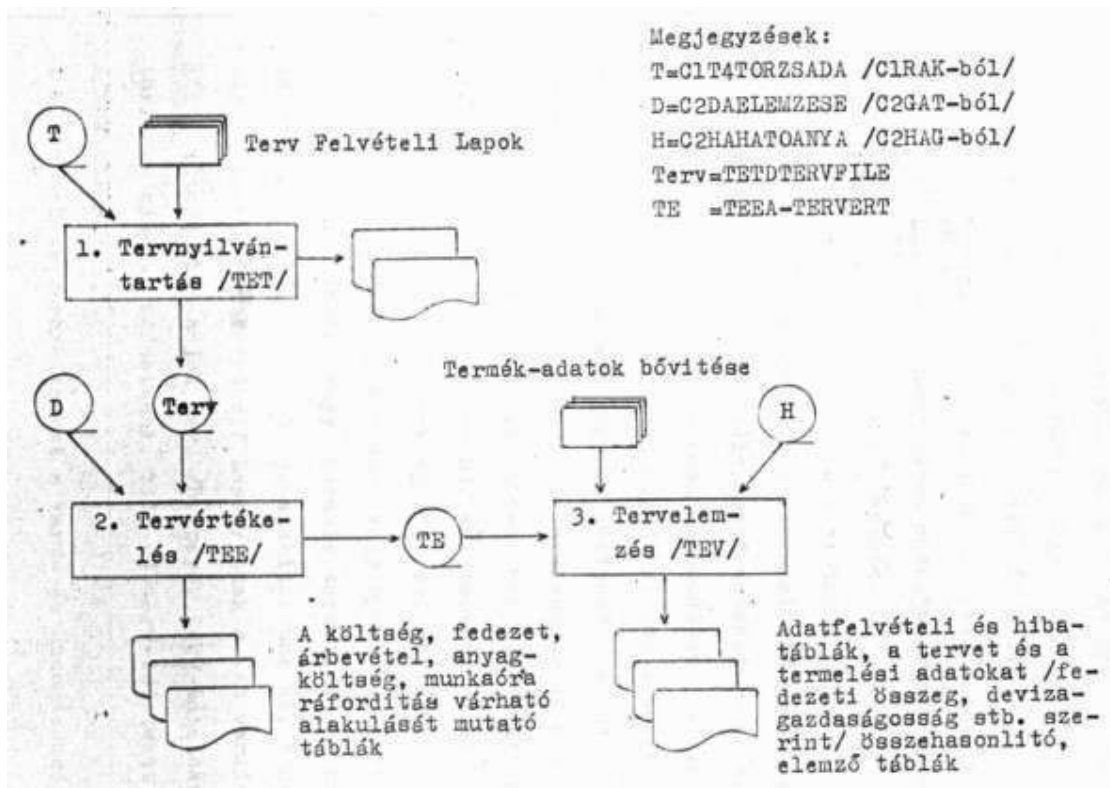 Megjegyzések:
T=C1T4TORZSADA /C1RAK-ból/
D=C2DAELEMZESE /C2GAT-ból/
H=C2HAHATOANYA /C2HAG-ból/
Terv=TETDTERVFILE
TE =TEEA-TERVERT
T
Terv Felvételi Lapok
1. Tervnyilván-
tartás /TET/
Termék-adatok bővitése
D
Terv
H
2. Tervértéke-
lés /TEE/
TE
3. Tervelem-
zés /TEV/
A költség, fedezet,
árbevétel, anyag-
költség, munkaóra
ráforditás várható
alakulását mutató
táblák
Adatfelvételi és hiba-
táblák, a tervet és a
termelési adatokat /fe-
dezeti összeg, deviza-
gazdaságosság stb. sze-
rint/ összehasonlitó,
elemző táblák